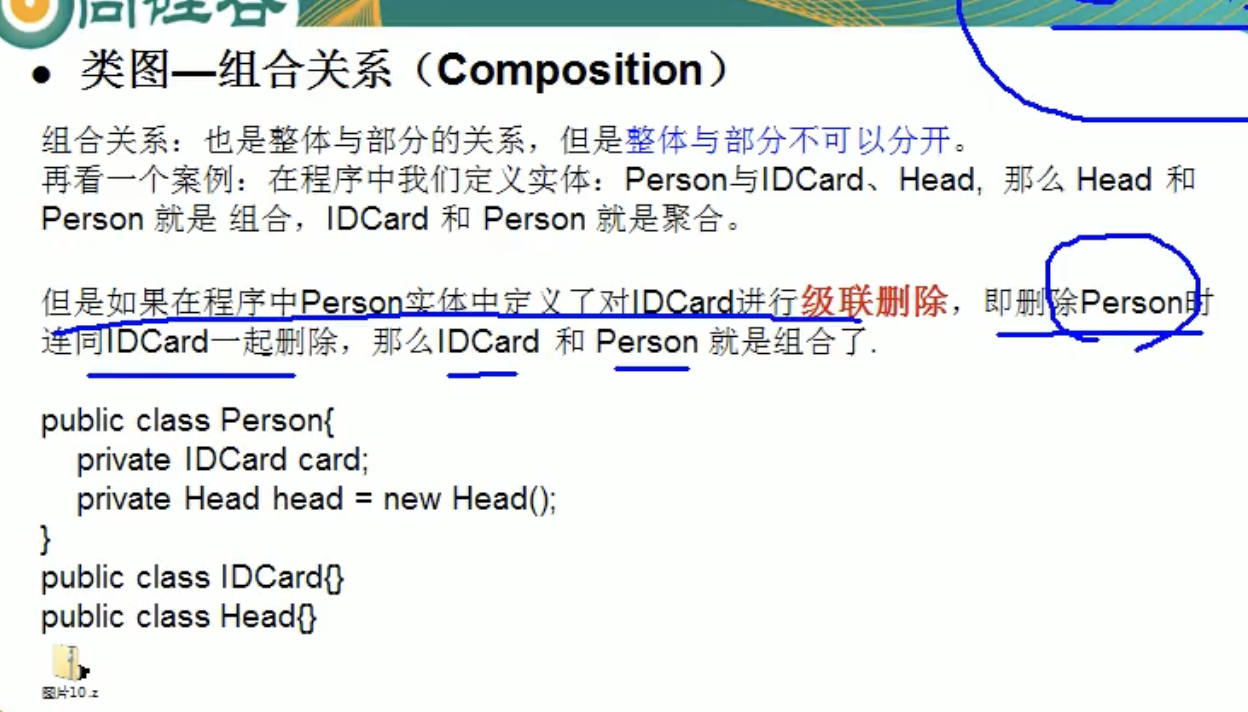 尚硅谷
● 类图—组合关系（Composition）
组合关系：也是整体与部分的关系，但是整体与部分不可以分开。
再看一个案例：在程序中我们定义实体：Person与IDCard、Head, 那么 Head 和
Person 就是 组合，IDCard 和 Person 就是聚合。
但是如果在程序中Person实体中定义了对IDCard进行级联删除，即删除Person时
连同IDCard一起删除，那么IDCard 和 Person 就是组合了.
public class Person{
private IDCard card;
private Head head = new Head();
}
public class IDCard{}
public class Head{}
图片10.z